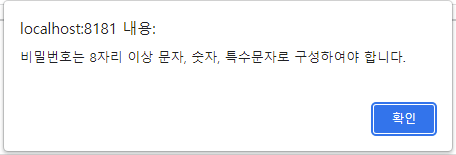 localhost:8181 내용:
비밀번호는 8자리 이상 문자, 숫자, 특수문자로 구성하여야 합니다.
확인